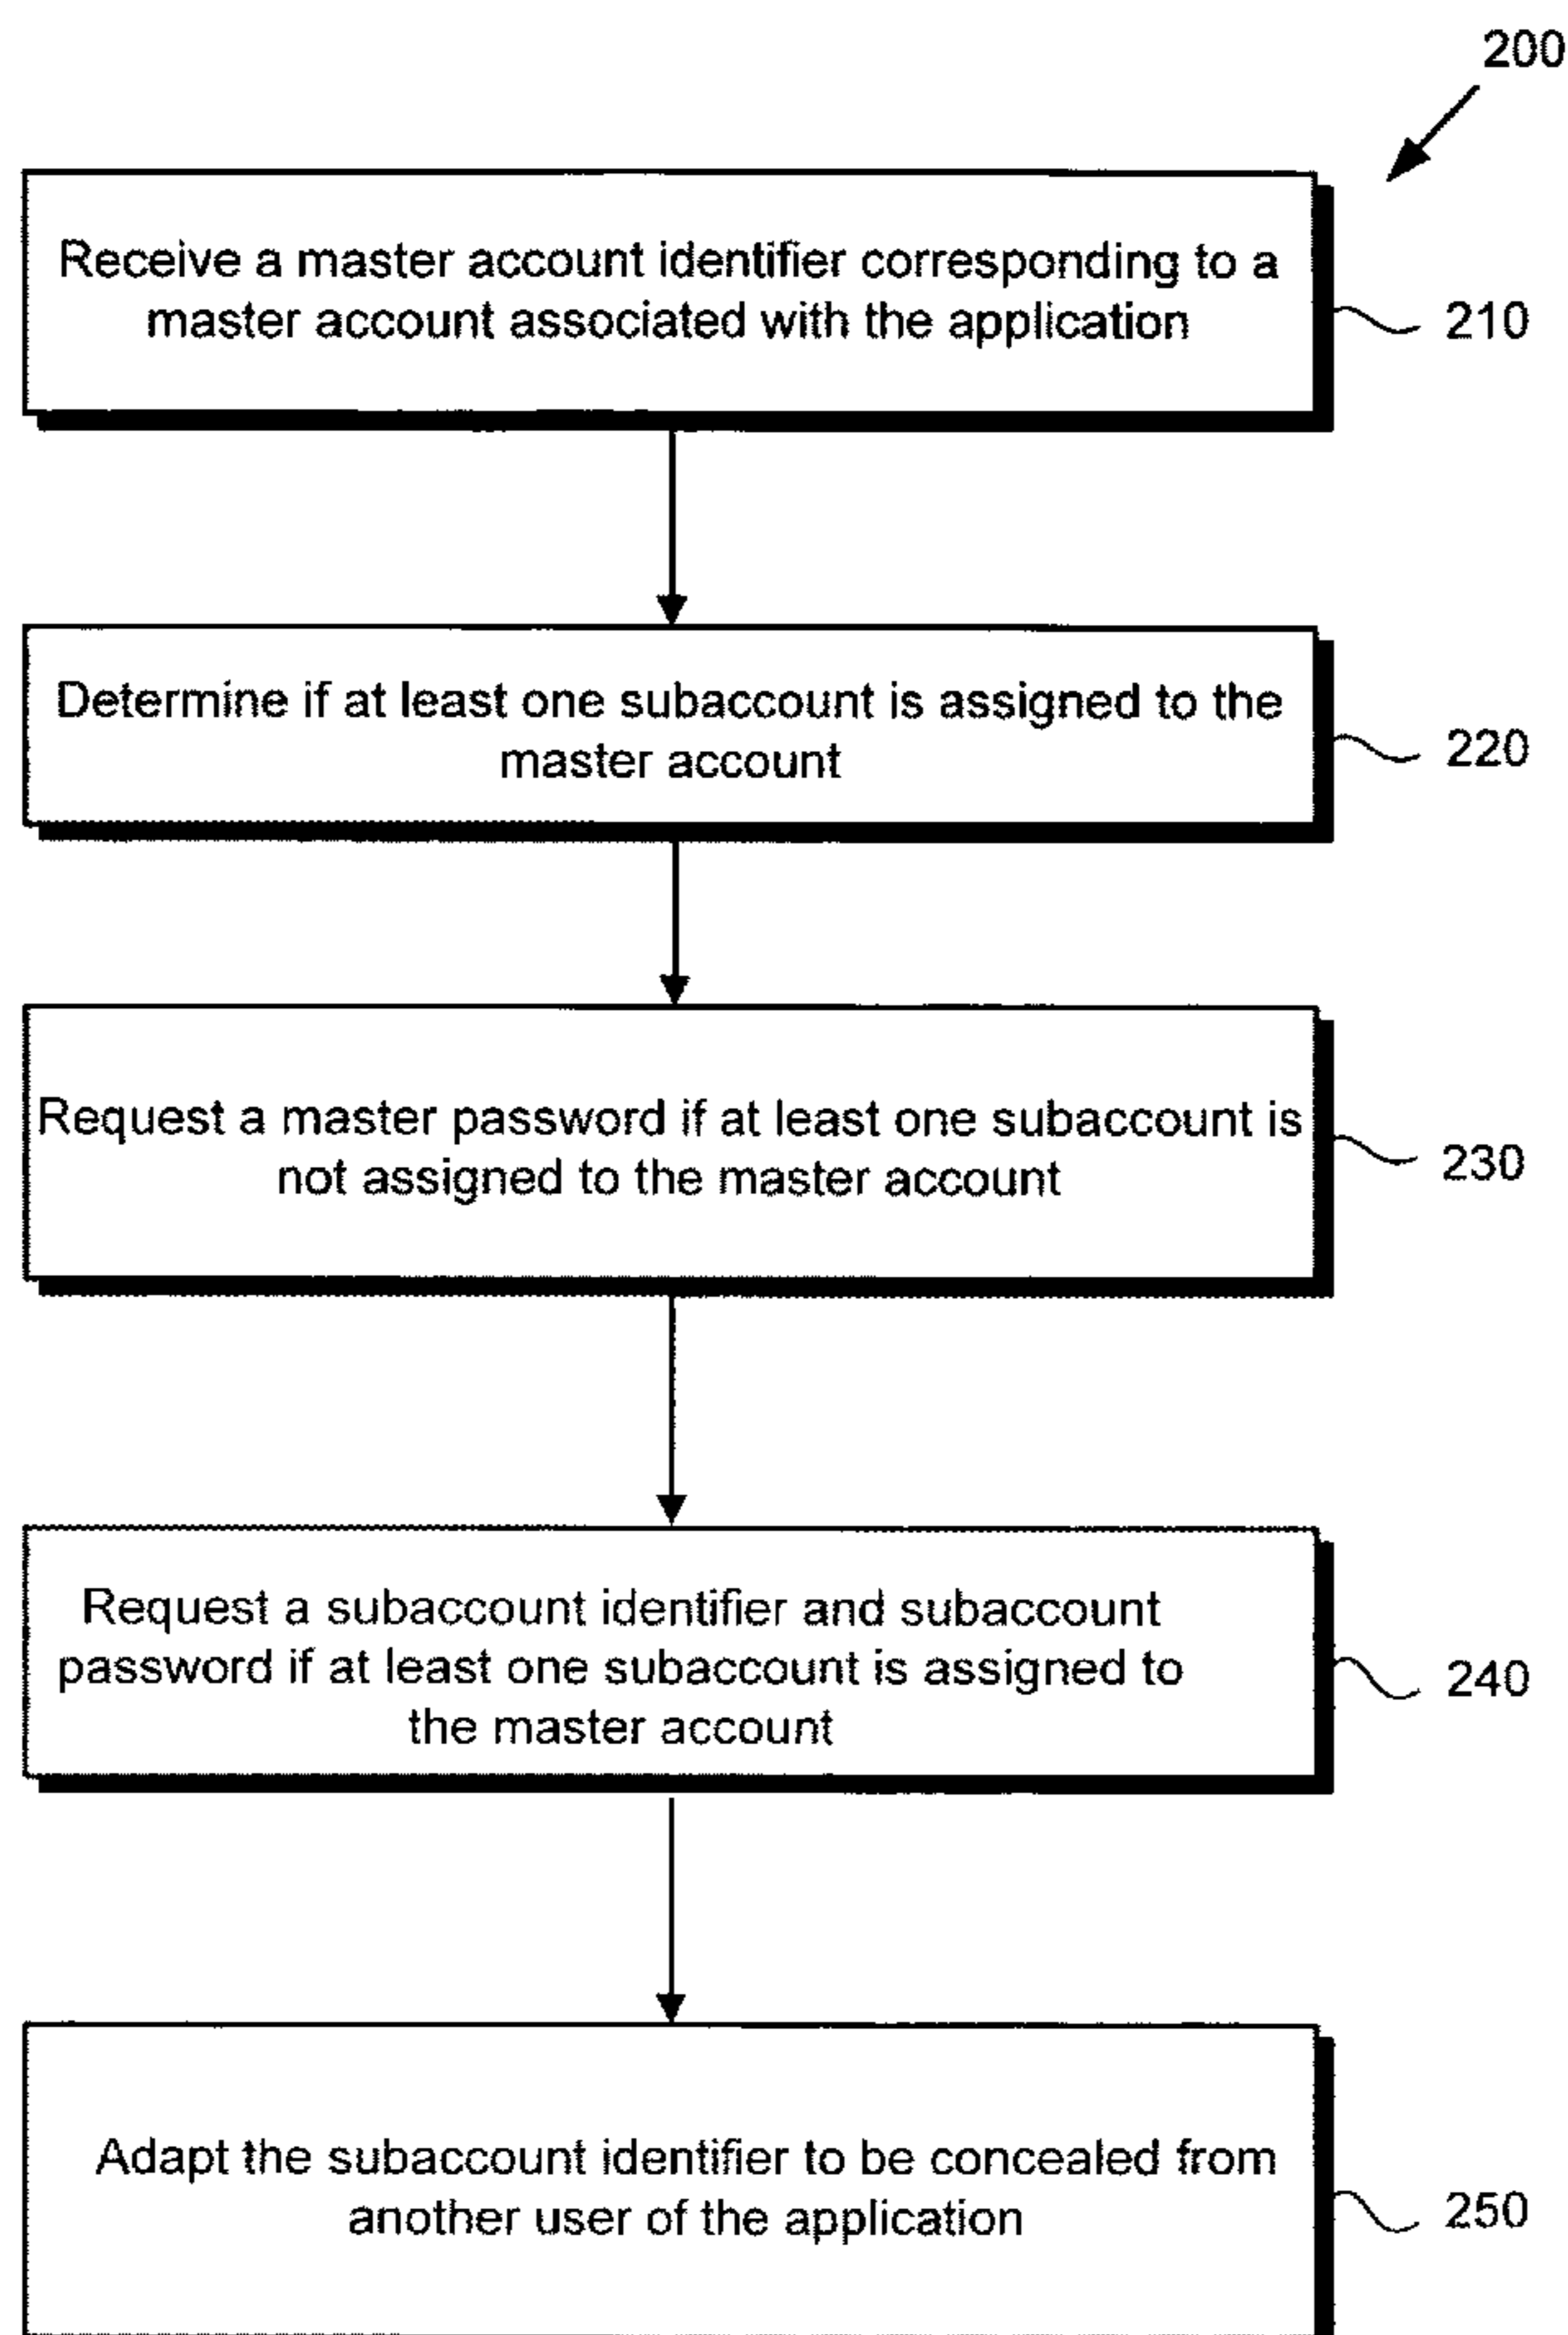 200
Receive a master account identifier corresponding to a
master account associated with the application
210
Determine if at least one subaccount is assigned to the
master account
220
Request a master password if at least one subaccount is
not assigned to the master account
230
Request a subaccount identifier and subaccount
password if at least one subaccount is assigned to
the master account
240
Adapt the subaccount identifier to be concealed from
another user of the application
250